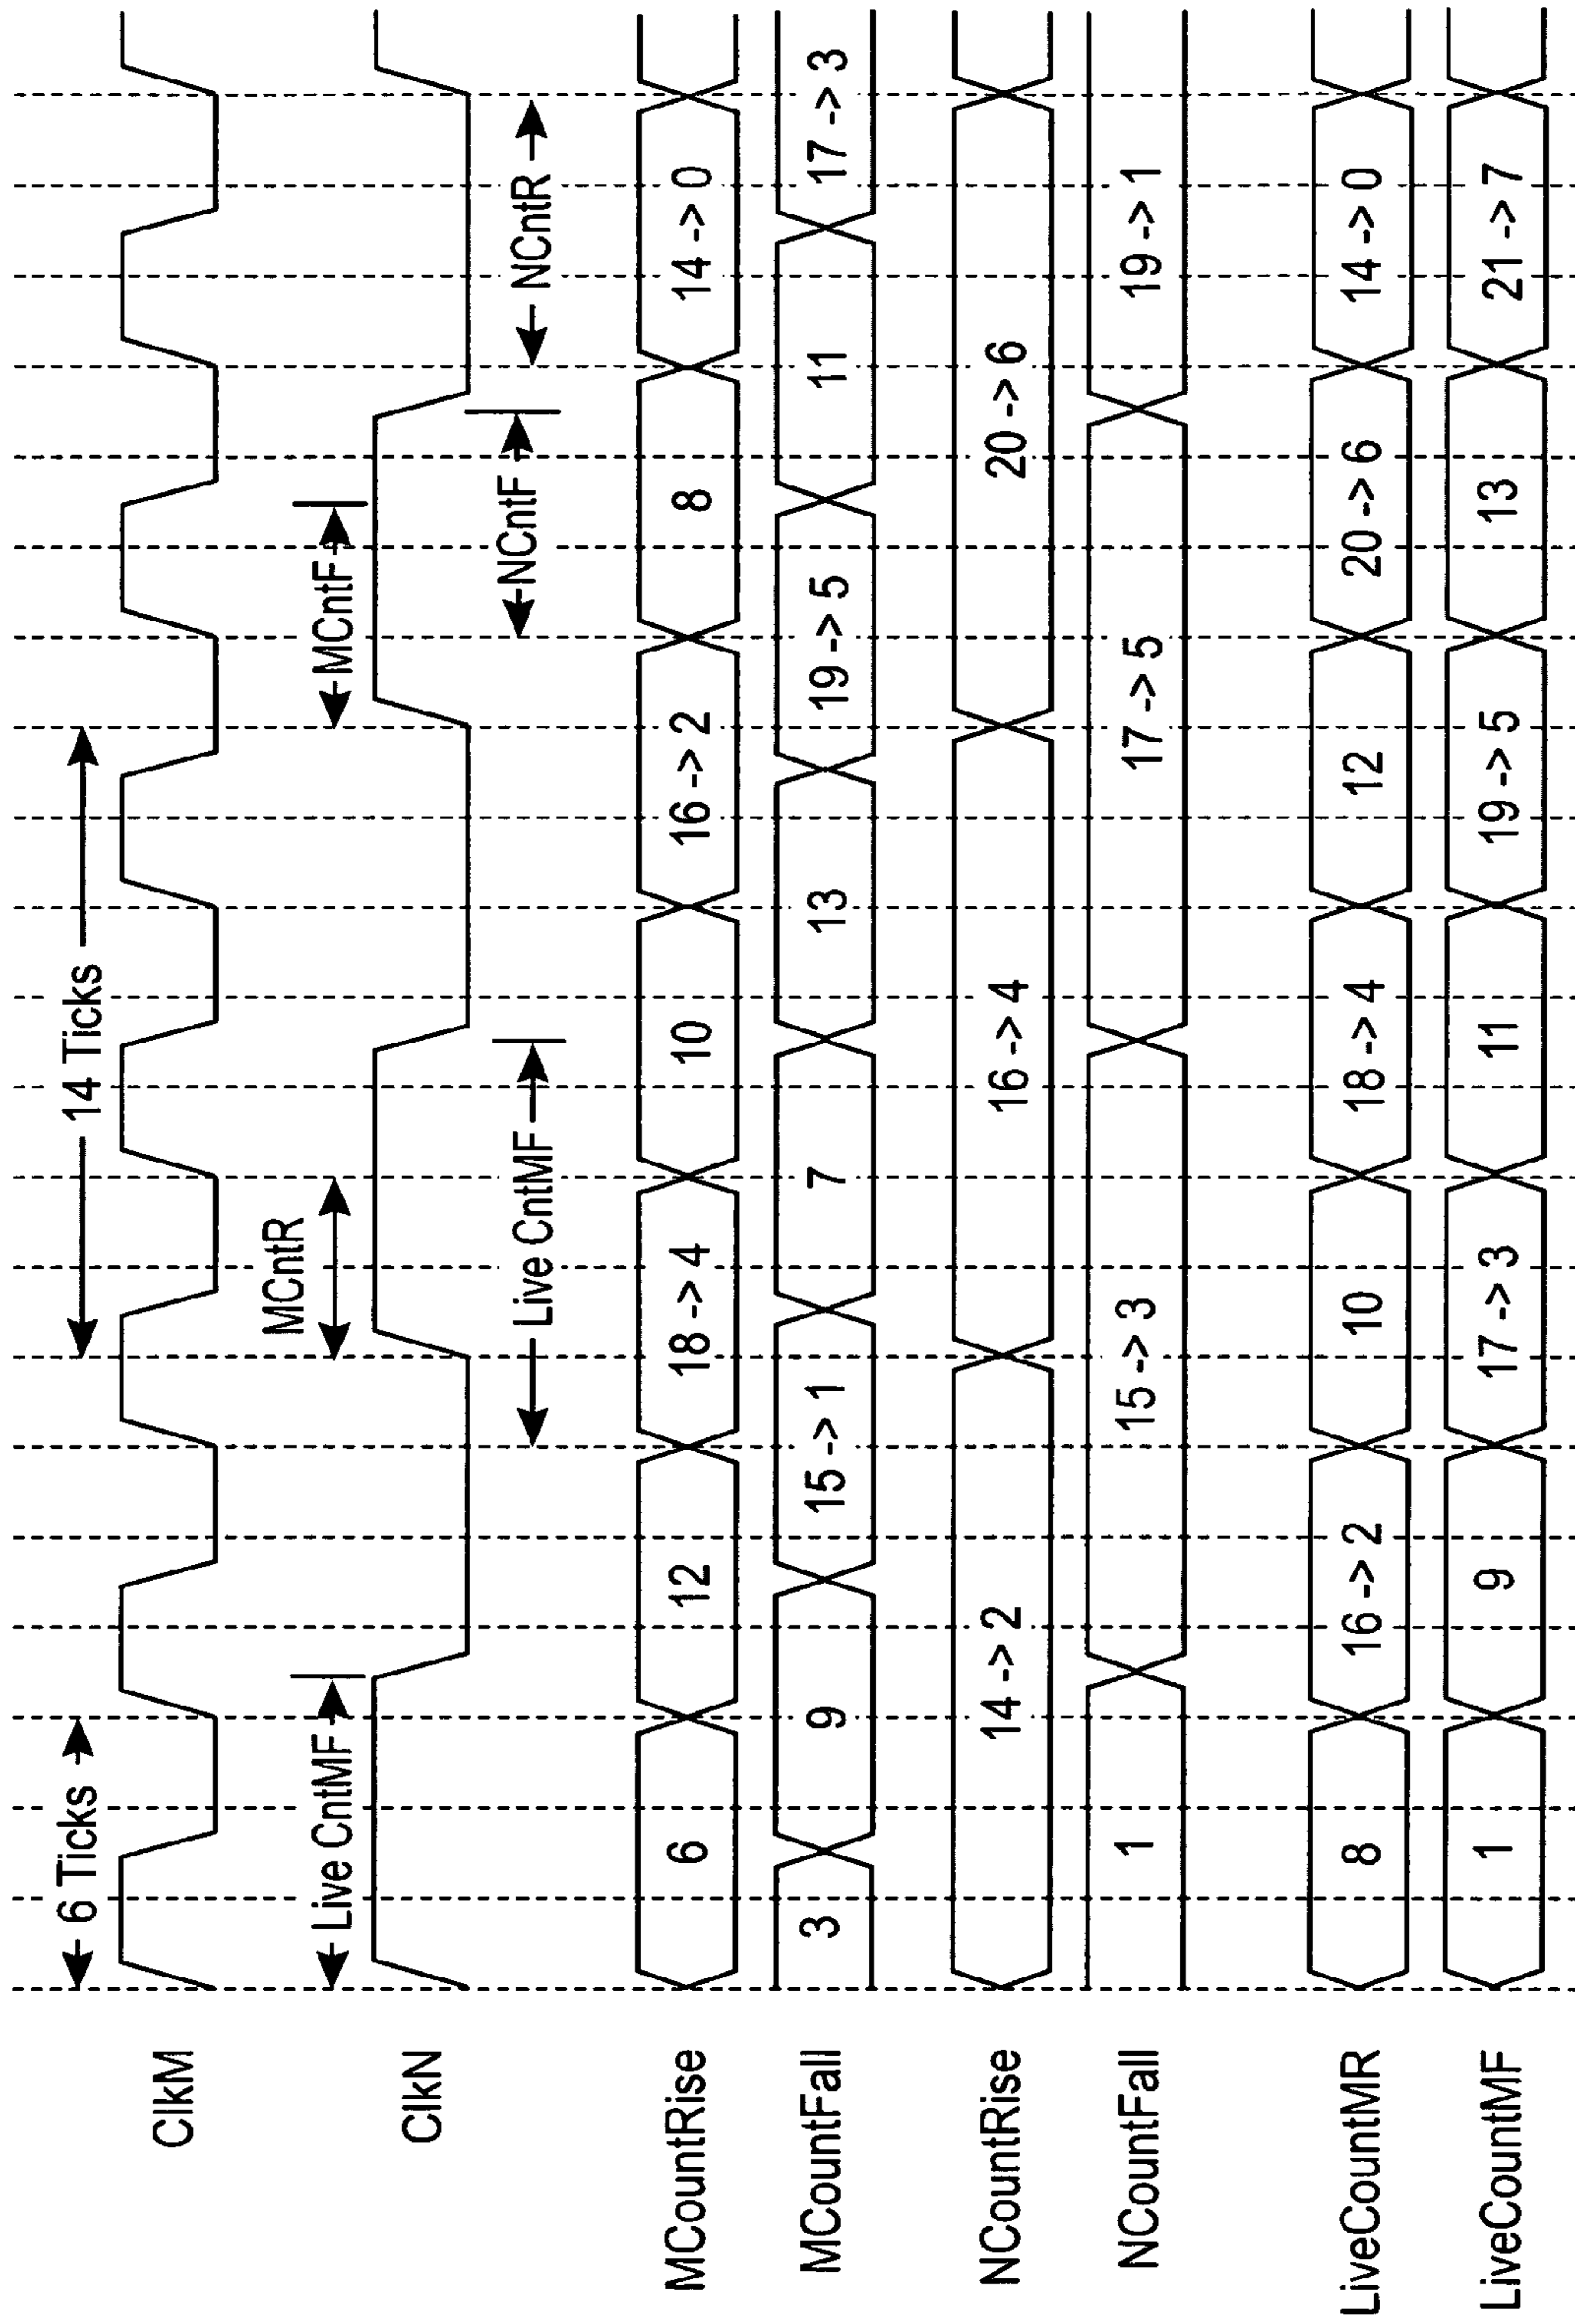 6 Ticks
14 Ticks
ClkM
MCntR
MCntF
Live CntMF
ClkN
Live CntMF
NCntF
NCntR
MCountRise 6 12 18 -> 4 10 16 -> 2 8 14 -> 0
MCountFall 3 9 15 -> 1 7 13 19 -> 5 11 17 -> 3
NCountRise 14 -> 2 16 -> 4 20 -> 6
NCountFall 1 15 -> 3 17 -> 5 19 -> 1
LiveCountMR 8 16 -> 2 10 18 -> 4 12 20 -> 6 14 -> 0
LiveCountMF 1 9 17 -> 3 11 19 -> 5 13 21 -> 7